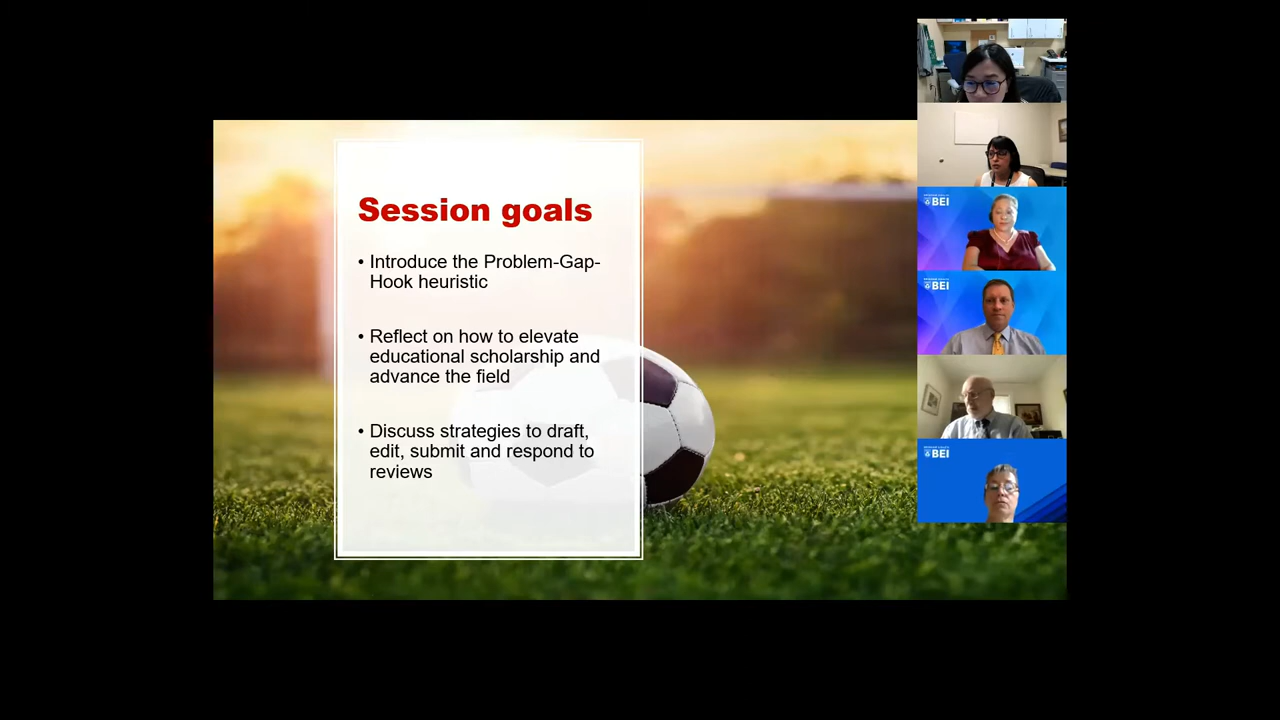 Session goals
• Introduce the Problem-Gap-
Hook heuristic
• Reflect on how to elevate
educational scholarship and
advance the field
• Discuss strategies to draft,
edit, submit and respond to
reviews
BEI
BEI
BEI